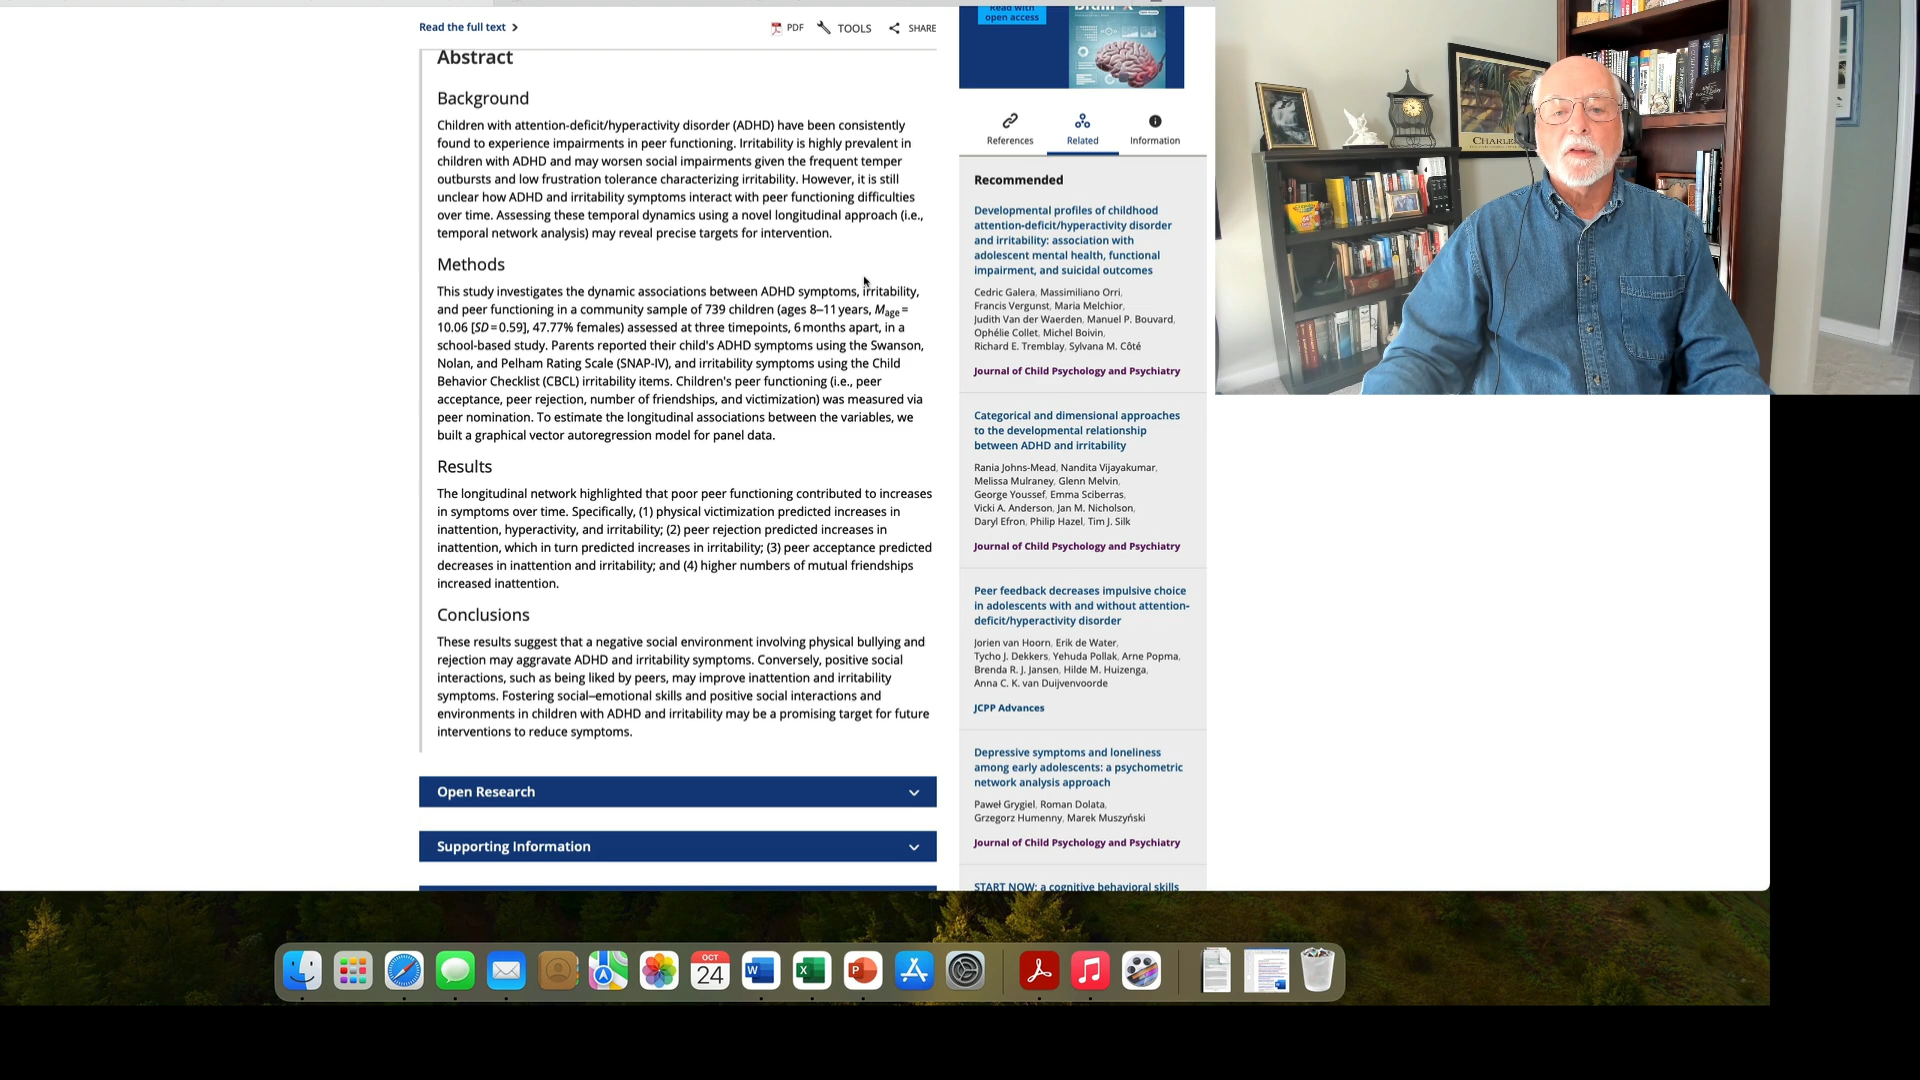 Read the full text
PDF
TOOLS
SHARE
Abstract
Background
Children with attention-deficit/hyperactivity disorder (ADHD) have been consistently
found to experience impairments in peer functioning. Irritability is highly prevalent in
children with ADHD and may worsen social impairments given the frequent temper
outbursts and low frustration tolerance characterizing irritability. However, it is still
unclear how ADHD and irritability symptoms interact with peer functioning difficulties
over time. Assessing these temporal dynamics using a novel longitudinal approach (i.e.,
temporal network analysis) may reveal precise targets for intervention.
Methods
This study investigates the dynamic associations between ADHD symptoms, irritability,
and peer functioning in a community sample of 739 children (ages 8–11 years, Mage =
10.06 [SD = 0.59], 47.77% females) assessed at three timepoints, 6 months apart, in a
school-based study. Parents reported their child's ADHD symptoms using the Swanson,
Nolan, and Pelham Rating Scale (SNAP-IV), and irritability symptoms using the Child
Behavior Checklist (CBCL) irritability items. Children's peer functioning (i.e., peer
acceptance, peer rejection, number of friendships, and victimization) was measured via
peer nomination. To estimate the longitudinal associations between the variables, we
built a graphical vector autoregression model for panel data.
Results
The longitudinal network highlighted that poor peer functioning contributed to increases
in symptoms over time. Specifically, (1) physical victimization predicted increases in
inattention, hyperactivity, and irritability; (2) peer rejection predicted increases in
inattention, which in turn predicted increases in irritability; (3) peer acceptance predicted
decreases in inattention and irritability; and (4) higher numbers of mutual friendships
increased inattention.
Conclusions
These results suggest that a negative social environment involving physical bullying and
rejection may aggravate ADHD and irritability symptoms. Conversely, positive social
interactions, such as being liked by peers, may improve inattention and irritability
symptoms. Fostering social–emotional skills and positive social interactions and
environments in children with ADHD and irritability may be a promising target for future
interventions to reduce symptoms.
Open Research
Supporting Information
Read with
open access
References
Related
Information
Recommended
Developmental profiles of childhood
attention-deficit/hyperactivity disorder
and irritability: association with
adolescent mental health, functional
impairment, and suicidal outcomes
Cedric Galera, Massimiliano Orri,
Francis Vergunst, Maria Melchior,
Judith Van der Waerden, Manuel P. Bouvard,
Ophélie Collet, Michel Boivin,
Richard E. Tremblay, Sylvana M. Côté
Journal of Child Psychology and Psychiatry
Categorical and dimensional approaches
to the developmental relationship
between ADHD and irritability
Rania Johns-Mead, Nandita Vijayakumar,
Melissa Mulraney, Glenn Melvin,
George Youssef, Emma Sciberras,
Vicki A. Anderson, Jan M. Nicholson,
Daryl Efron, Philip Hazel, Tim J. Silk
Journal of Child Psychology and Psychiatry
Peer feedback decreases impulsive choice
in adolescents with and without attention-
deficit/hyperactivity disorder
Jorien van Hoorn, Erik de Water,
Tycho J. Dekkers, Yehuda Pollak, Arne Popma,
Brenda R. J. Jansen, Hilde M. Huizenga,
Anna C. K. van Duijvenvoorde
JCPP Advances
Depressive symptoms and loneliness
among early adolescents: a psychometric
network analysis approach
Paweł Grygiel, Roman Dolata,
Grzegorz Humenny, Marek Muszyński
Journal of Child Psychology and Psychiatry
START NOW: a cognitive behavioral skills
CHARLES
OCT
24
W
X
P